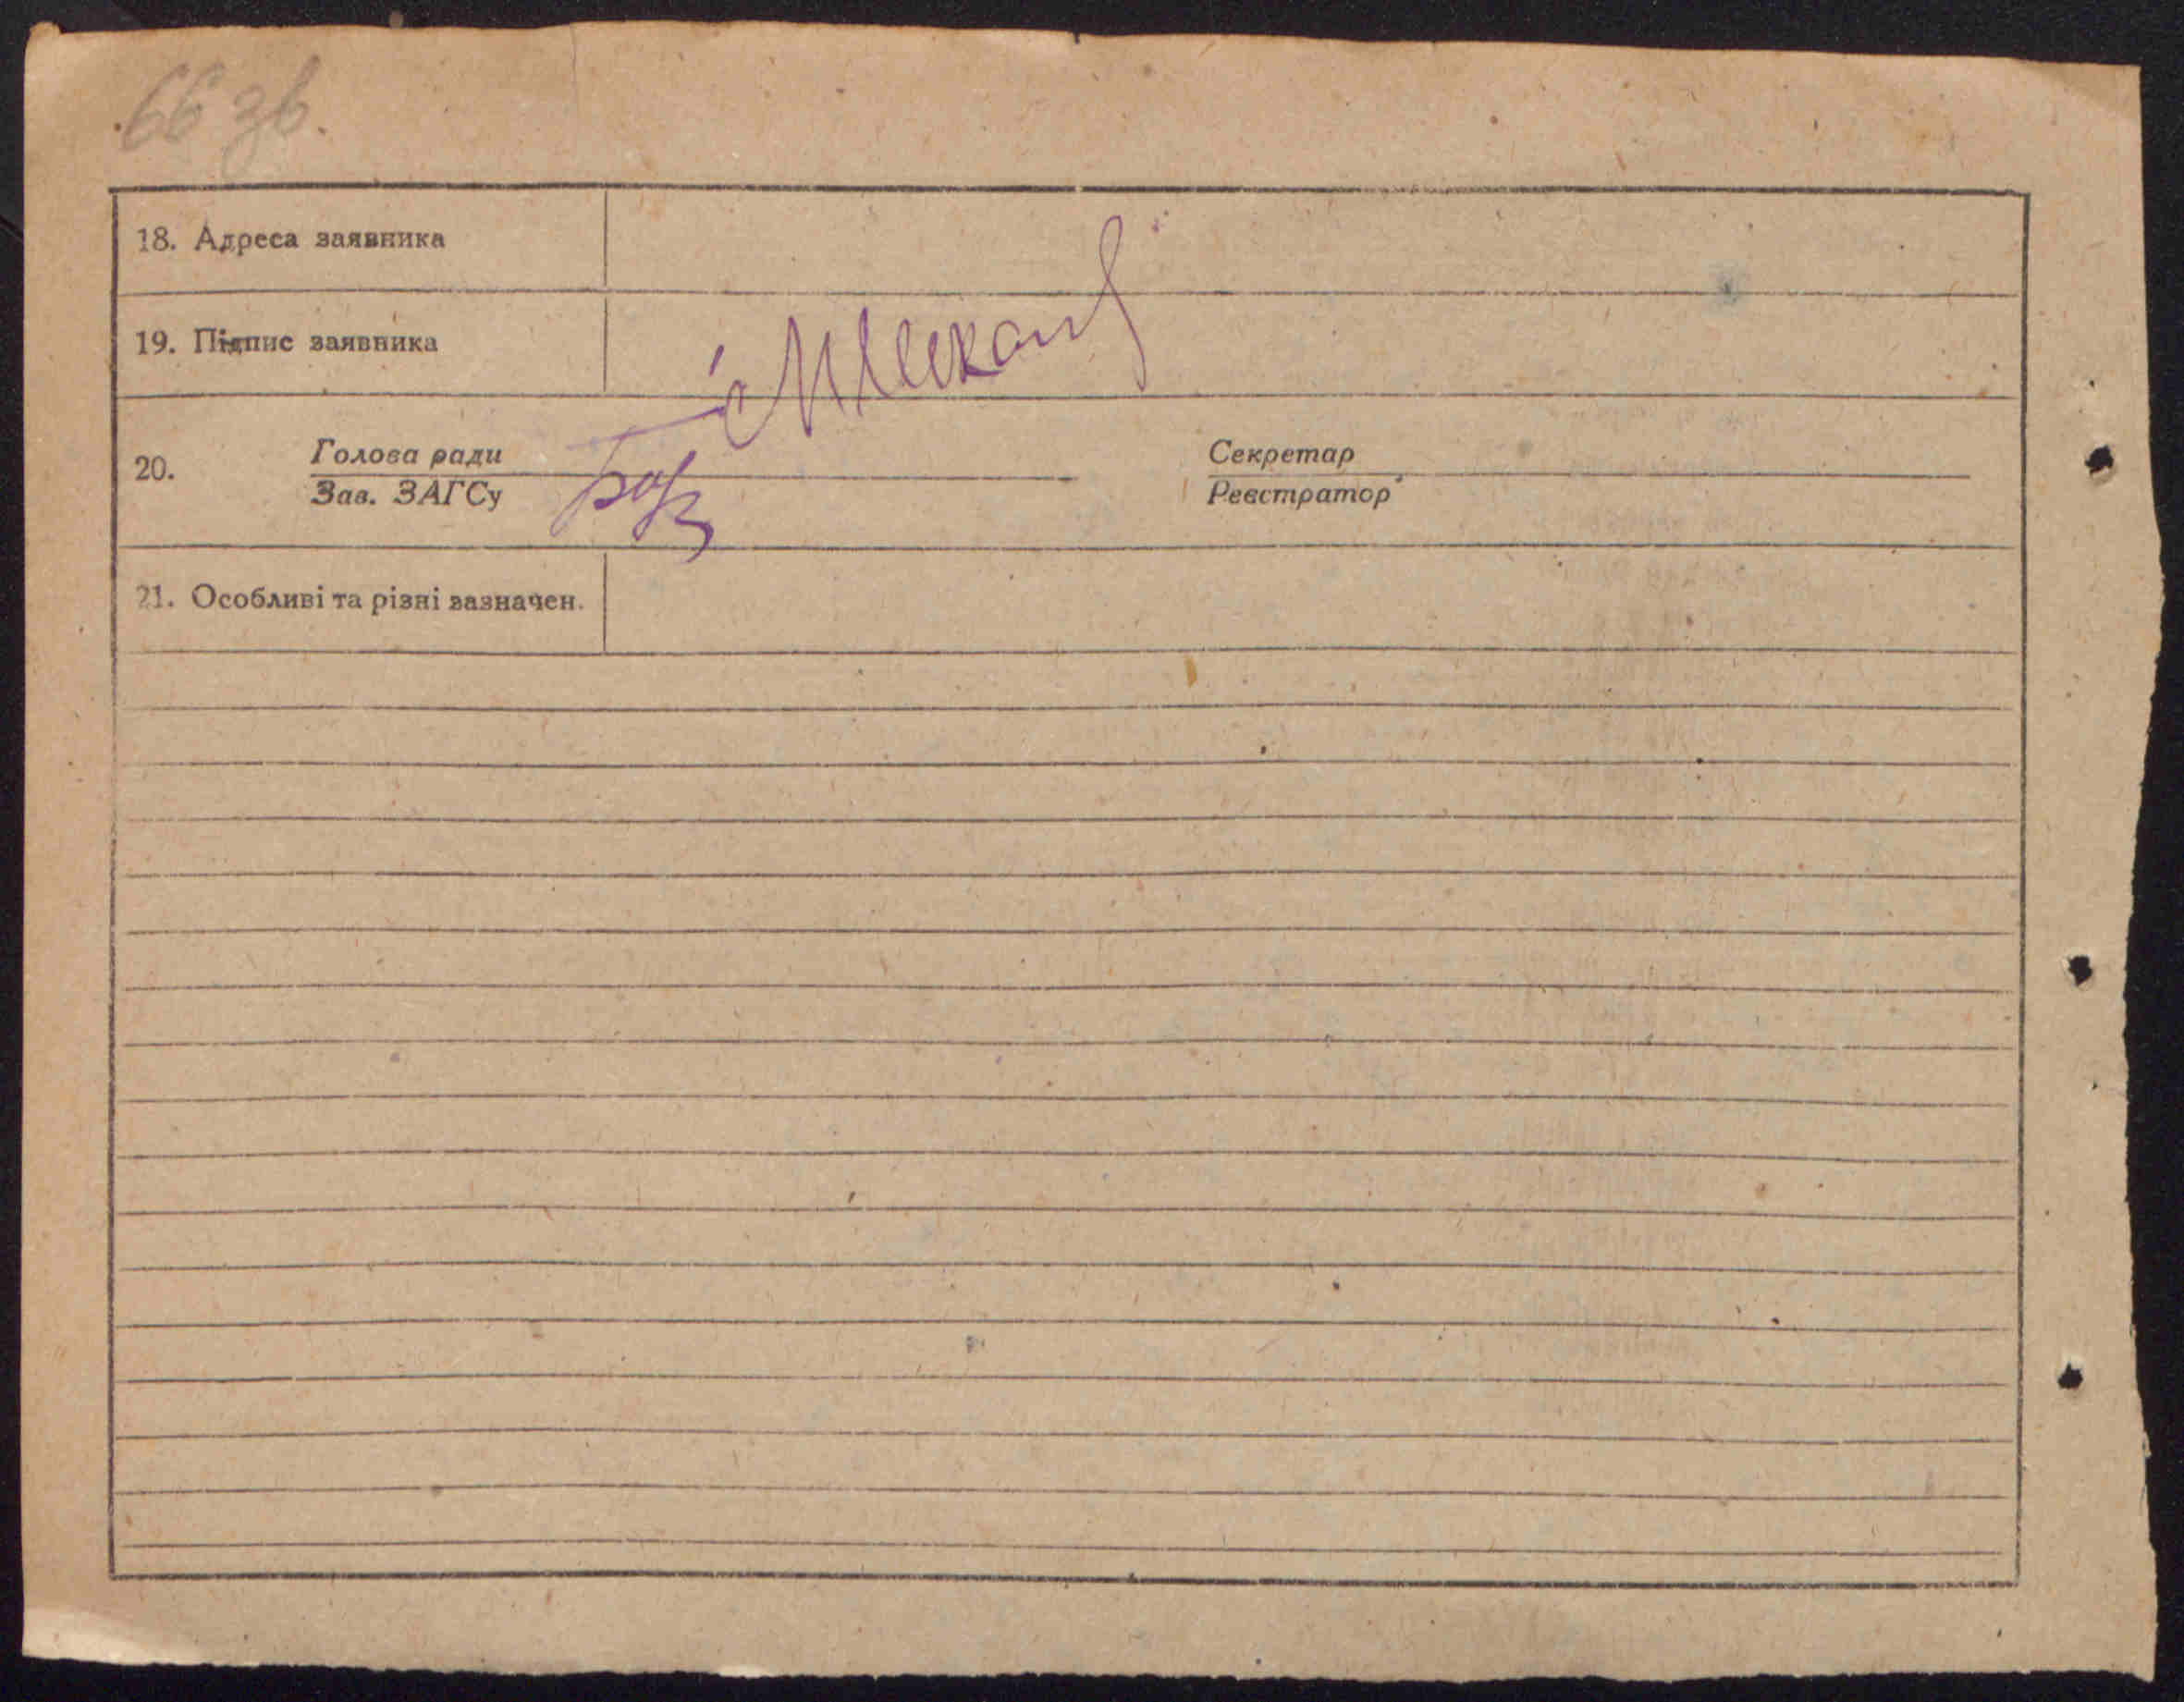 66 зв.
18. Адреса заявника
19. Підпис заявника
20. Голова ради Секретар
Зав. ЗАГСу Реєстратор
21. Особливі та різні зазначен.